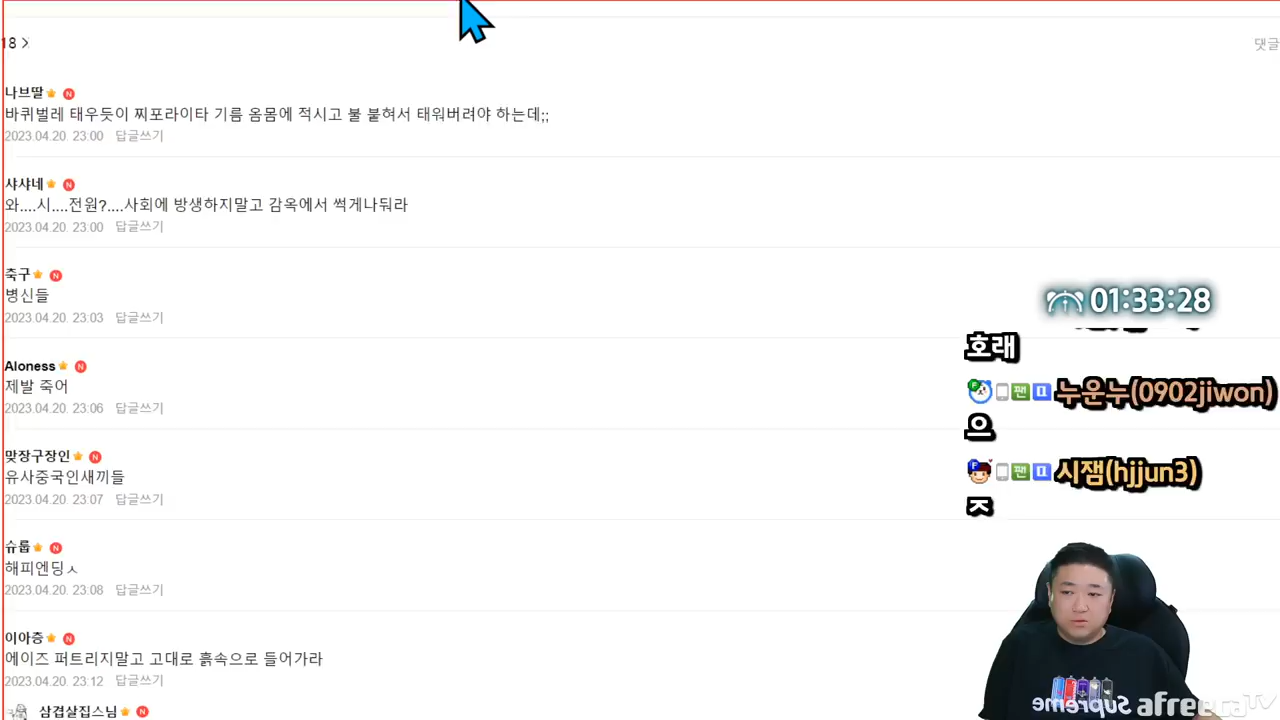 18 >
댓글
나브딸 N
바퀴벌레 태우듯이 찌포라이타 기름 옴몸에 적시고 불 붙혀서 태워버려야 하는데;;
2023.04.20. 23:00 답글쓰기
샤샤네 N
와....시....전원?....사회에 방생하지말고 감옥에서 썩게나둬라
2023.04.20. 23:00 답글쓰기
축구 N
병신들
2023.04.20. 23:03 답글쓰기
Aloness N
제발 죽어
2023.04.20. 23:06 답글쓰기
맞장구장인 N
유사중국인새끼들
2023.04.20. 23:07 답글쓰기
슈룹 N
해피엔딩ㅅ
2023.04.20. 23:08 답글쓰기
이아층 N
에이즈 퍼트리지말고 고대로 흙속으로 들어가라
2023.04.20. 23:12 답글쓰기
삼겹살집스님 N
01:33:28
호래
F 팬 누운누(0902jiwon)
으
F 팬 시잼(hjjun3)
ㅈ
Supreme
afreecaTV